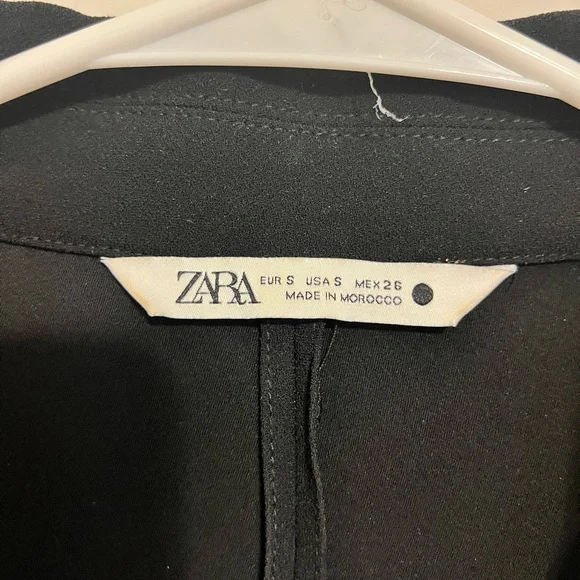 ZARA
EUR S USA S MEX 26
MADE IN MOROCCO